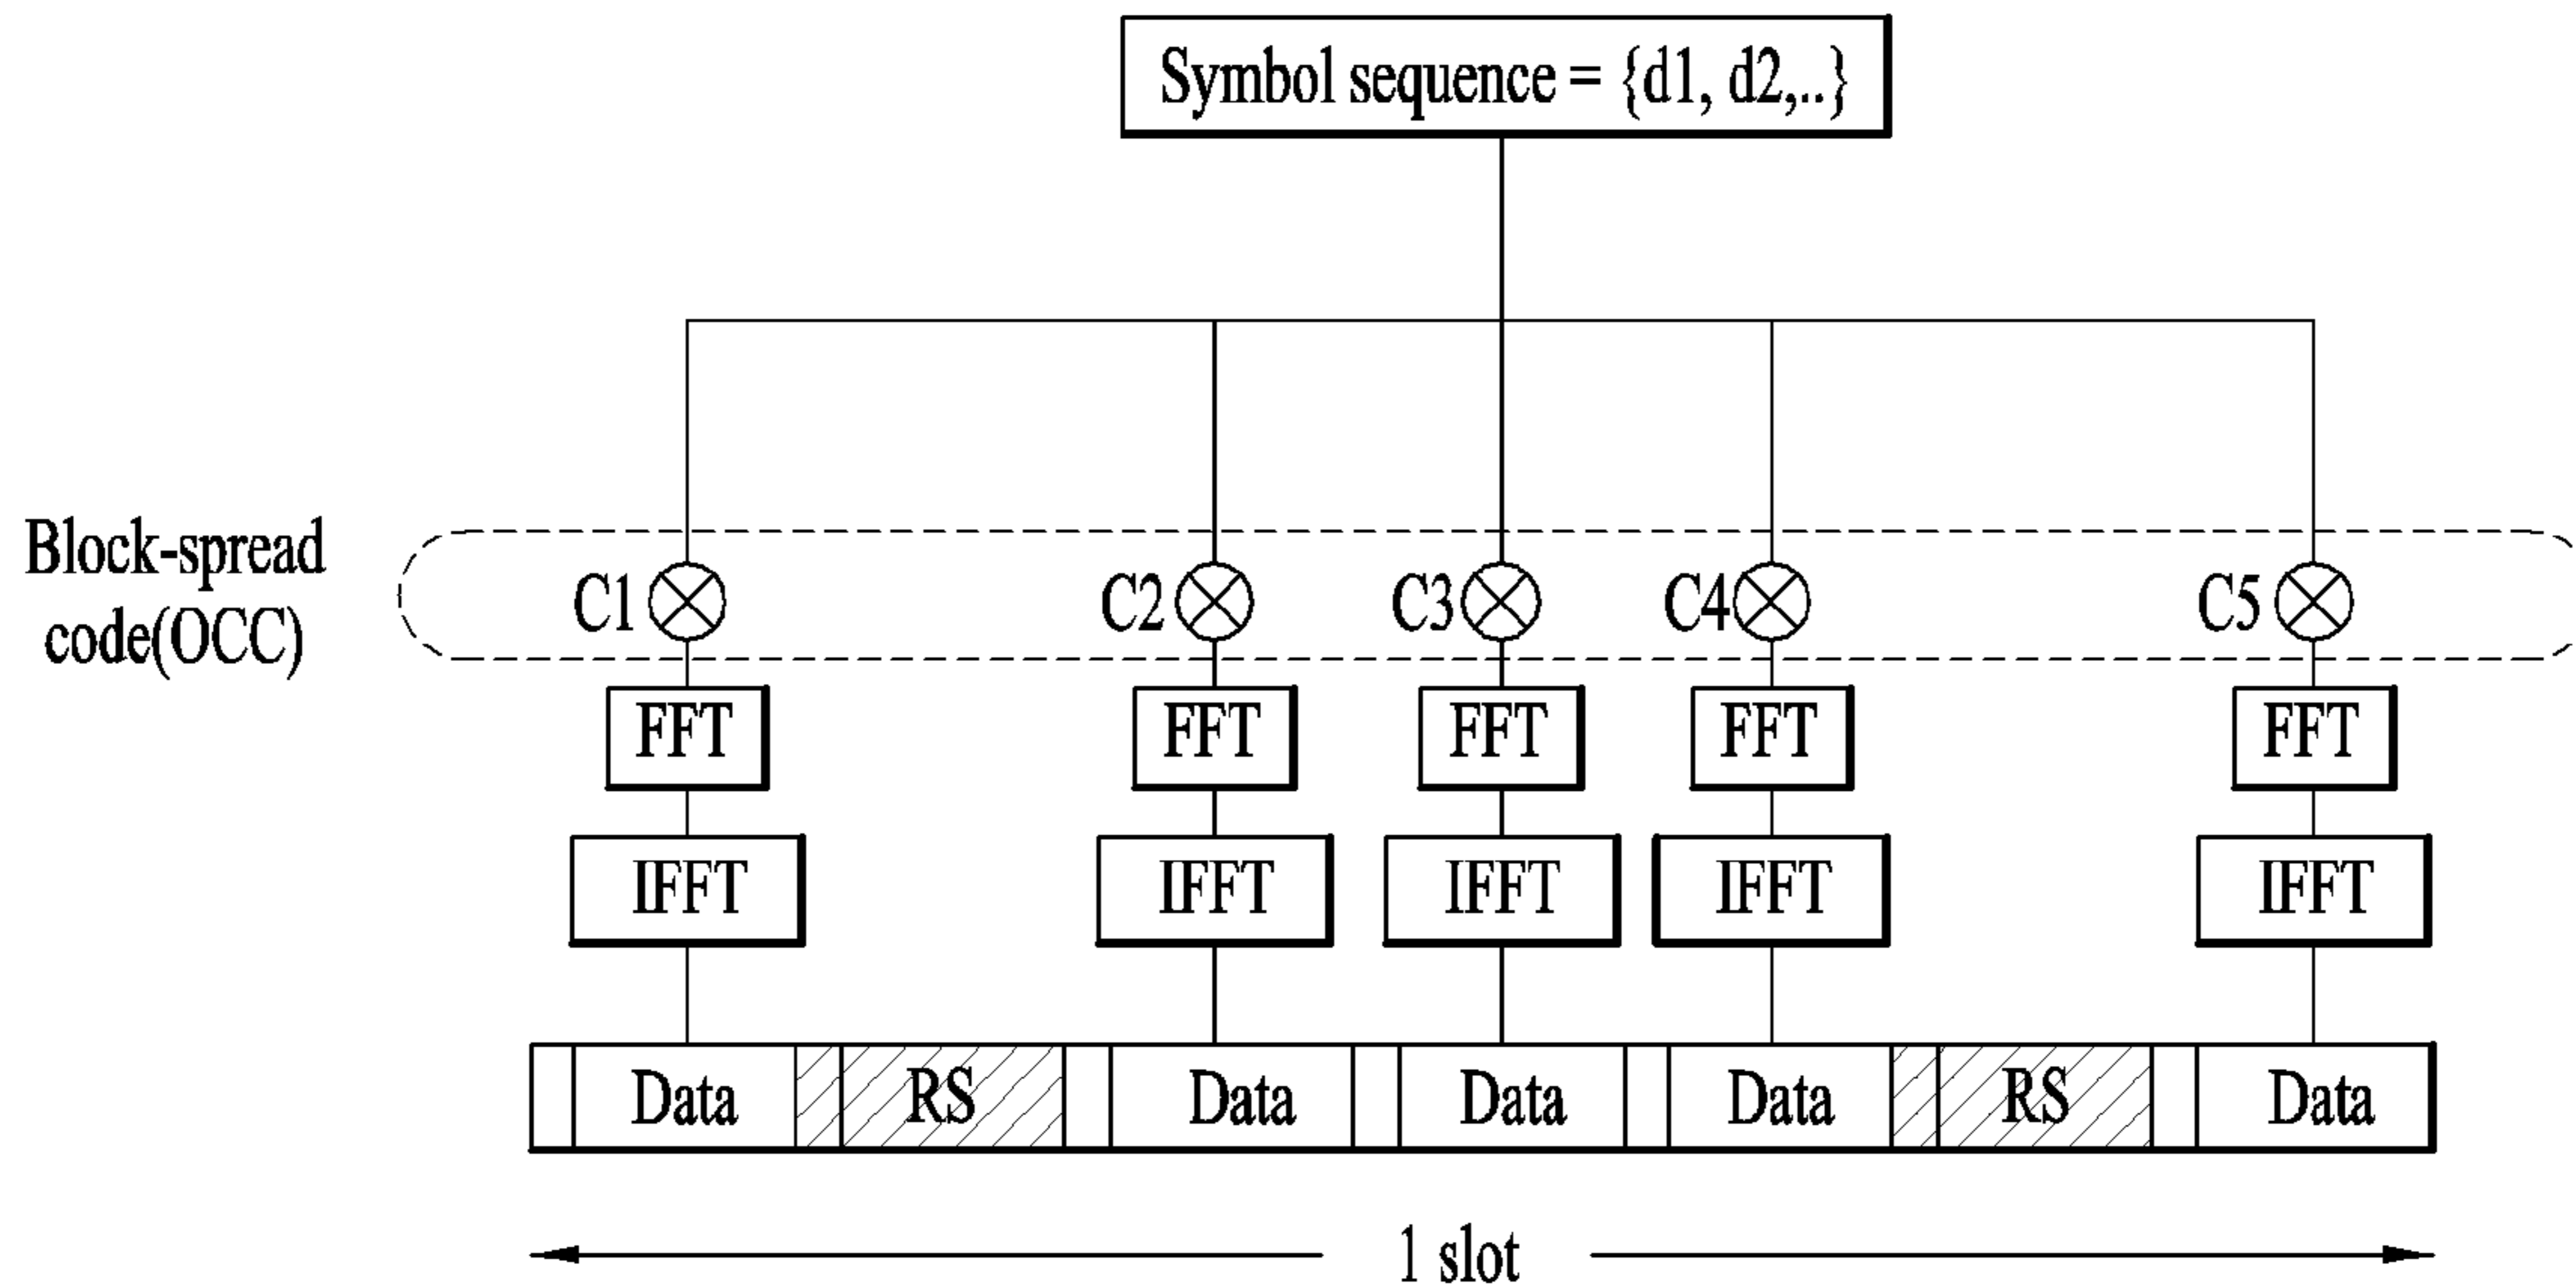 Symbol sequence = {d1, d2,..}
Block-spread
code(OCC)
C1 C2 C3 C4 C5
FFT FFT FFT FFT FFT
IFFT IFFT IFFT IFFT IFFT
Data RS Data Data Data RS Data
1 slot